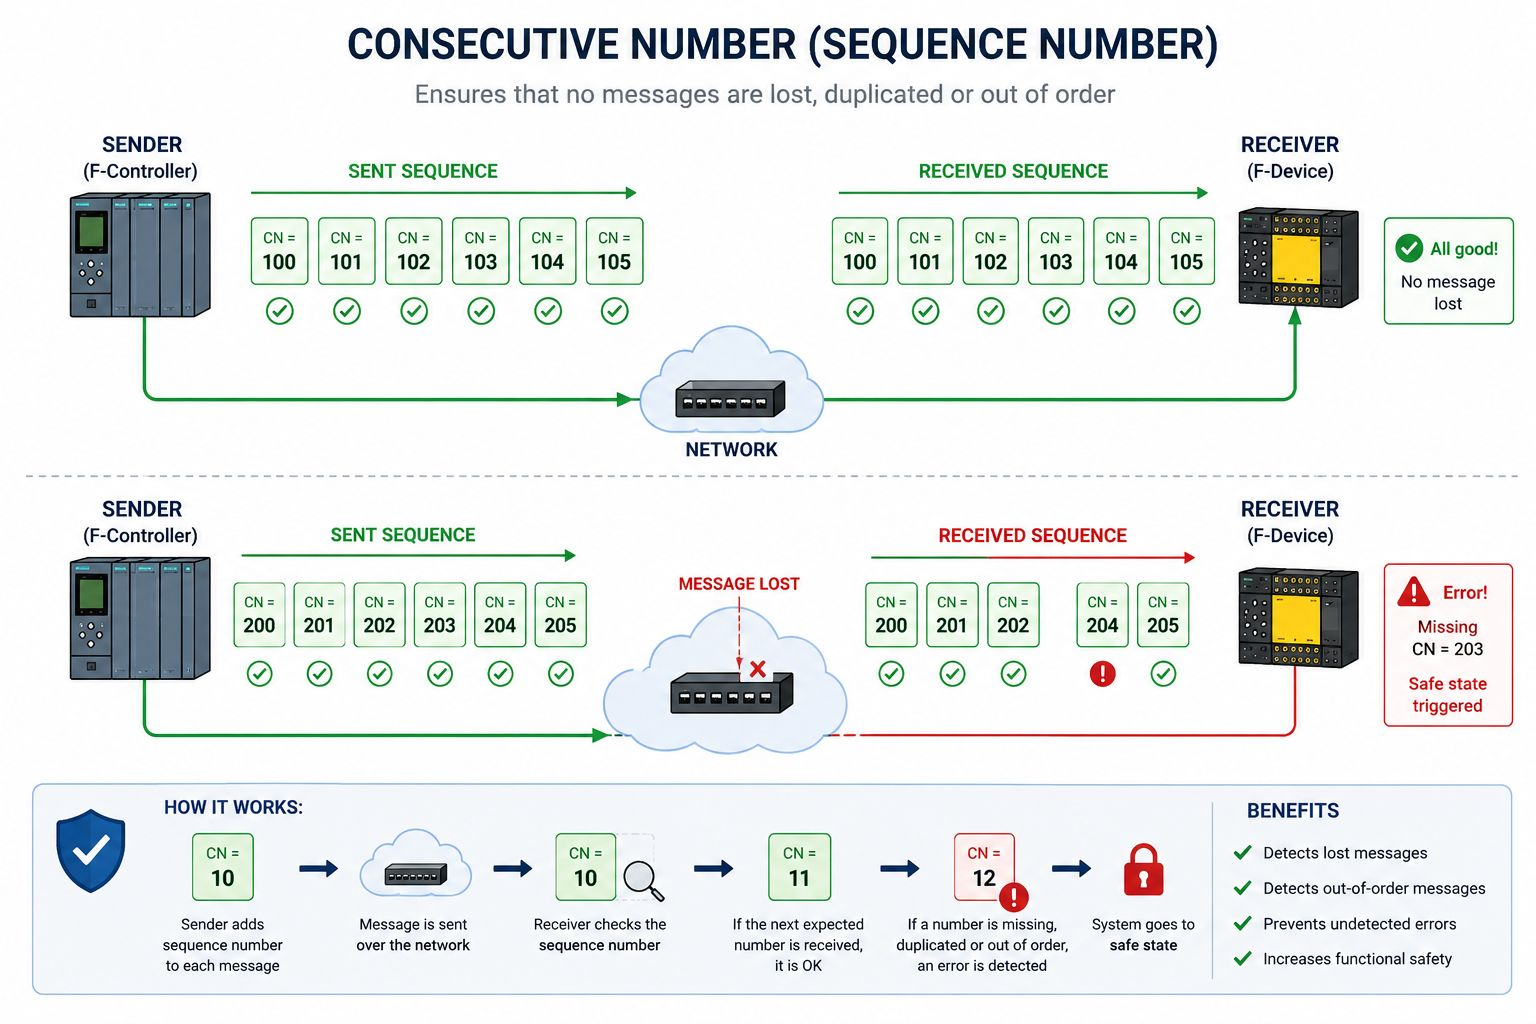 CONSECUTIVE NUMBER (SEQUENCE NUMBER)
Ensures that no messages are lost, duplicated or out of order
SENDER
(F-Controller)
SENT SEQUENCE
CN =
100
CN =
101
CN =
102
CN =
103
CN =
104
CN =
105
RECEIVED SEQUENCE
CN =
100
CN =
101
CN =
102
CN =
103
CN =
104
CN =
105
RECEIVER
(F-Device)
All good!
No message
lost
NETWORK
SENDER
(F-Controller)
SENT SEQUENCE
CN =
200
CN =
201
CN =
202
CN =
203
CN =
204
CN =
205
MESSAGE LOST
RECEIVED SEQUENCE
CN =
200
CN =
201
CN =
202
CN =
204
CN =
205
RECEIVER
(F-Device)
Error!
Missing
CN = 203
Safe state
triggered
HOW IT WORKS:
CN =
10
Sender adds
sequence number
to each message
Message is sent
over the network
CN =
10
Receiver checks the
sequence number
CN =
11
If the next expected
number is received,
it is OK
CN =
12
If a number is missing,
duplicated or out of order,
an error is detected
System goes to
safe state
BENEFITS
Detects lost messages
Detects out-of-order messages
Prevents undetected errors
Increases functional safety